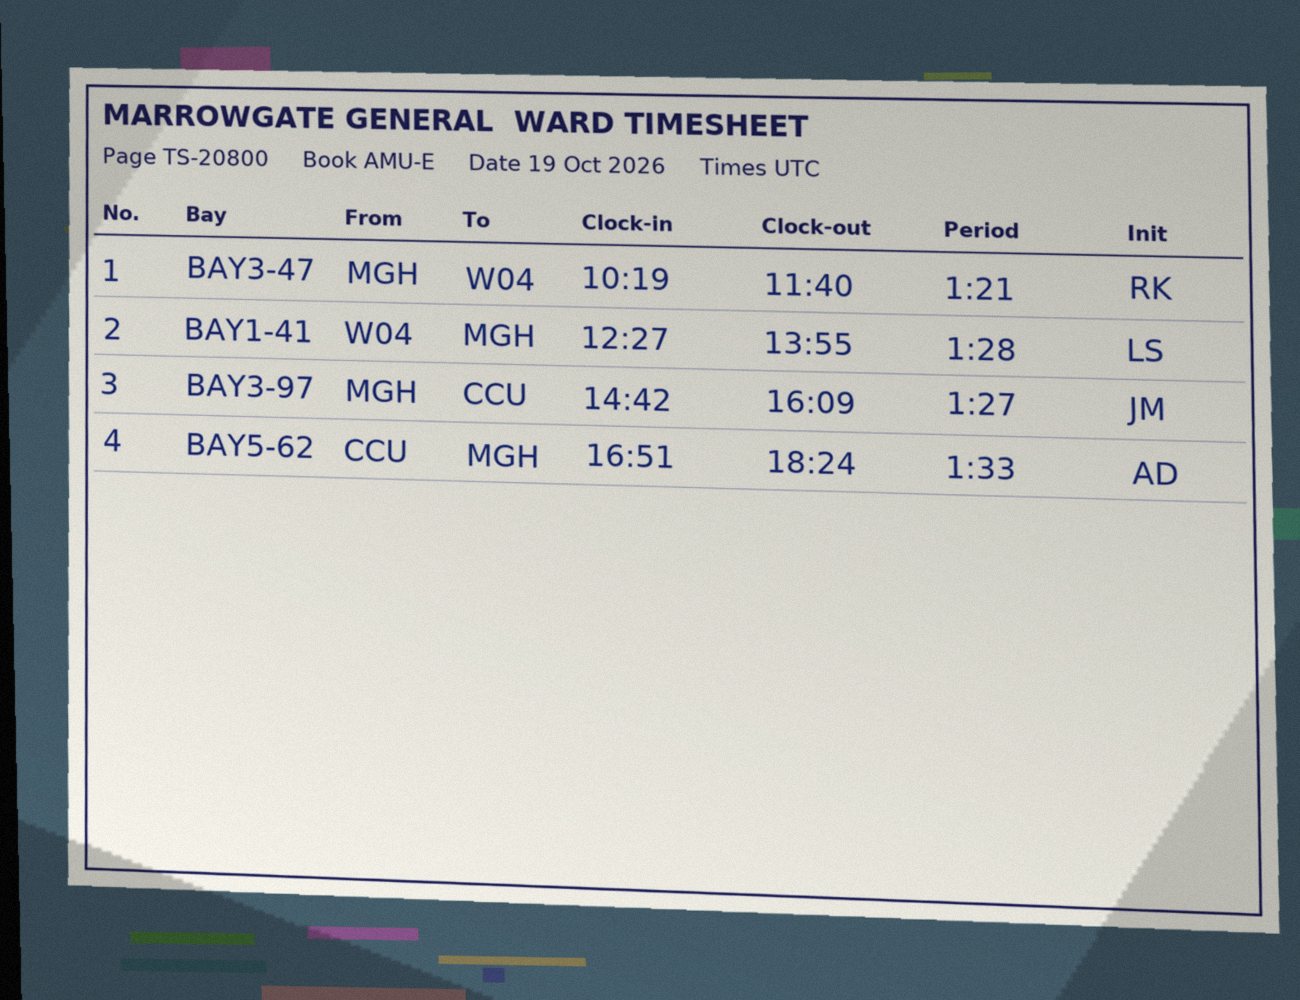 MARROWGATE GENERAL WARD TIMESHEET
Page TS-20800 Book AMU-E Date 19 Oct 2026 Times UTC
No. Bay From To Clock-in Clock-out Period Init
1 BAY3-47 MGH W04 10:19 11:40 1:21 RK
2 BAY1-41 W04 MGH 12:27 13:55 1:28 LS
3 BAY3-97 MGH CCU 14:42 16:09 1:27 JM
4 BAY5-62 CCU MGH 16:51 18:24 1:33 AD